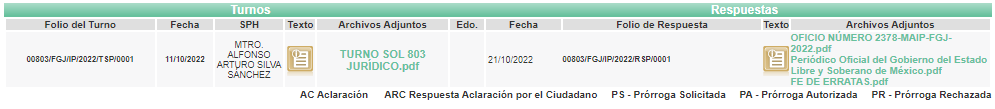 Turnos Respuestas
Folio del Turno Fecha SPH Texto Archivos Adjuntos Edo. Fecha Folio de Respuesta Texto Archivos Adjuntos
00803/FGJ/IP/2022/TSP/0001 11/10/2022 MTRO.
ALFONSO
ARTURO SILVA
SÁNCHEZ
TURNO SOL 803
JURÍDICO.pdf
21/10/2022 00803/FGJ/IP/2022/RSP/0001
OFICIO NÚMERO 2378-MAIP-FGJ-
2022.pdf
Periódico Oficial del Gobierno del Estado
Libre y Soberano de México.pdf
FE DE ERRATAS.pdf
AC Aclaración ARC Respuesta Aclaración por el Ciudadano PS - Prórroga Solicitada PA - Prórroga Autorizada PR - Prórroga Rechazada